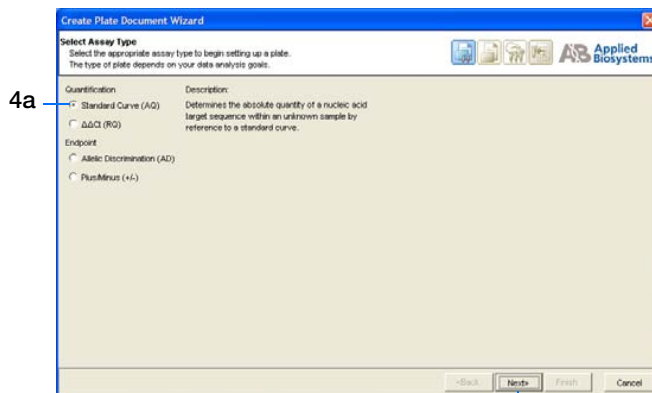 Create Plate Document Wizard
Select Assay Type
Select the appropriate assay type to begin setting up a plate.
The type of plate depends on your data analysis goals.
AB Applied Biosystems
4a
Quantification
Standard Curve (AQ)
ΔΔCt (RQ)
Endpoint
Allelic Discrimination (AD)
Plus/Minus (+/-)
Description:
Determines the absolute quantity of a nucleic acid
target sequence within an unknown sample by
reference to a standard curve.
<Back
Next>
Finish
Cancel